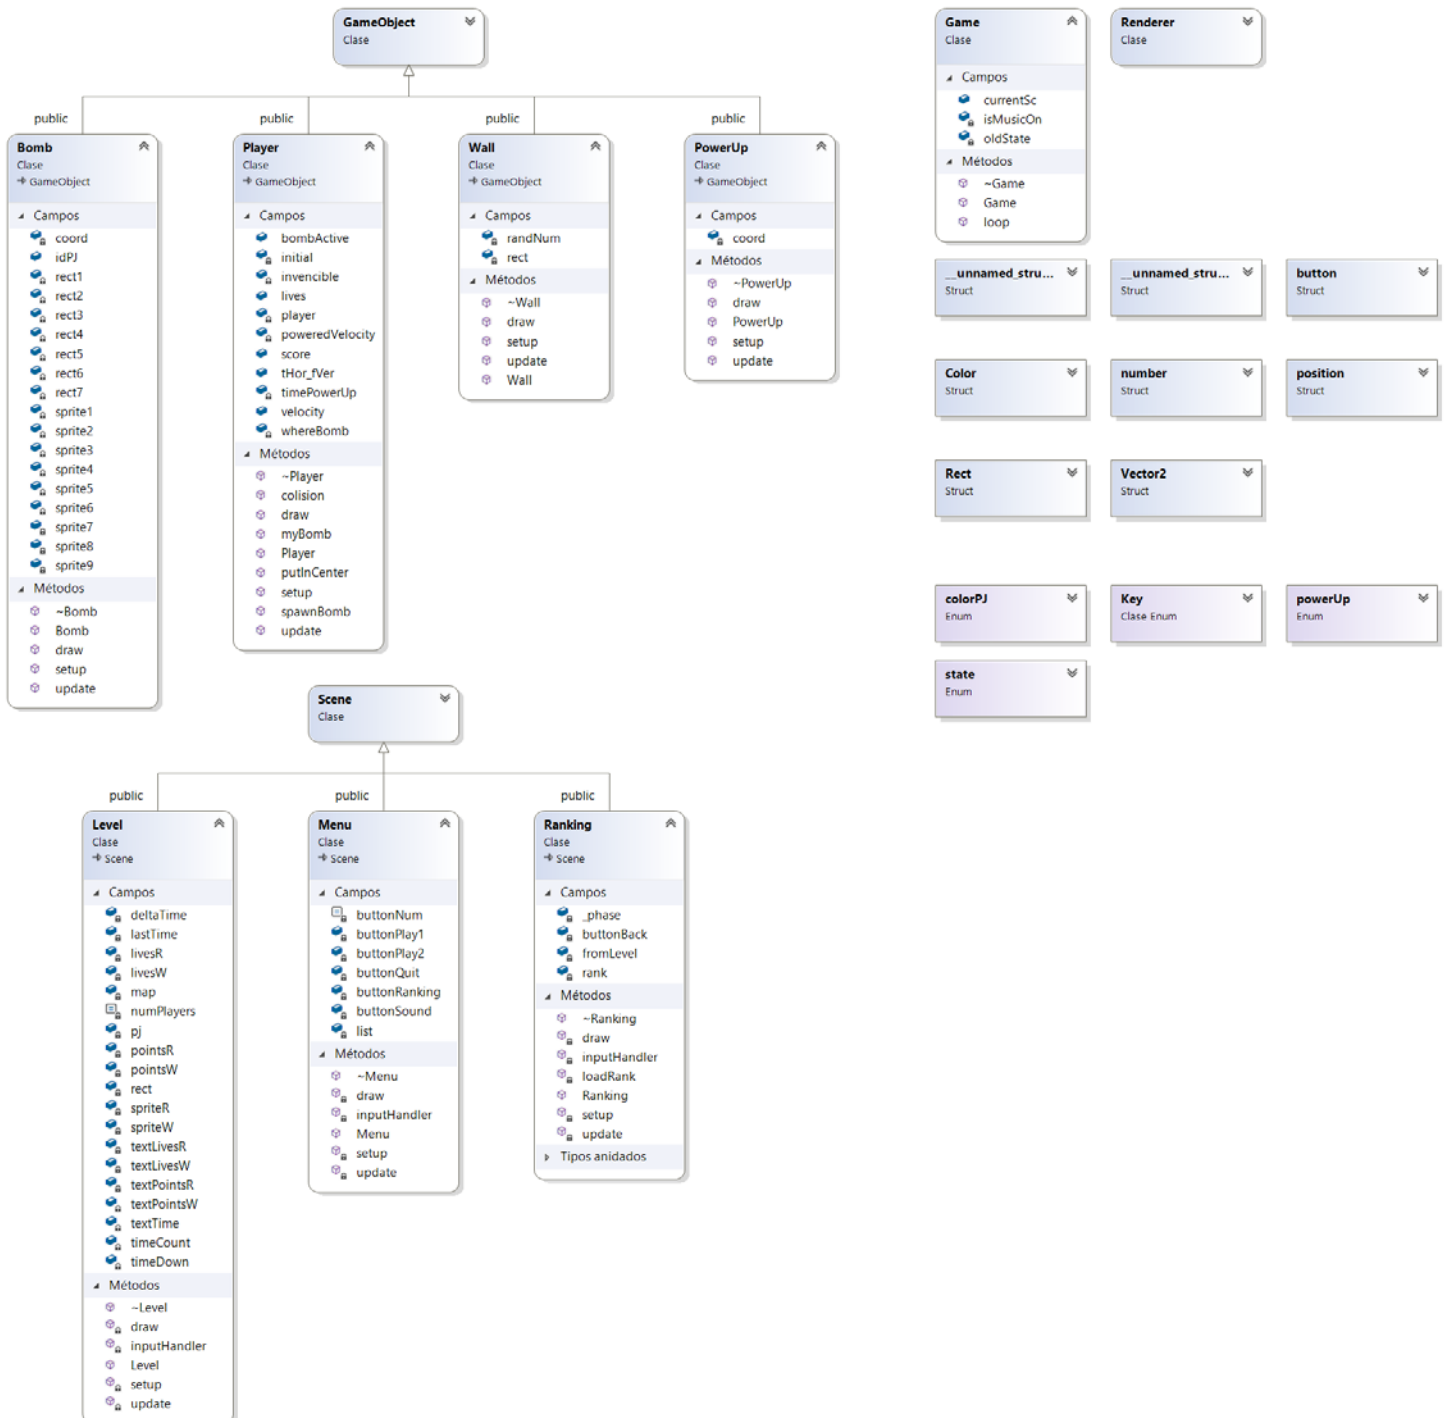 GameObject
Clase
public
public
public
public
Bomb
Clase
GameObject
Campos
coord
idPJ
rect1
rect2
rect3
rect4
rect5
rect6
rect7
sprite1
sprite2
sprite3
sprite4
sprite5
sprite6
sprite7
sprite8
sprite9
Métodos
~Bomb
Bomb
draw
setup
update
Player
Clase
GameObject
Campos
bombActive
initial
invencible
lives
player
poweredVelocity
score
tHor_fVer
timePowerUp
velocity
whereBomb
Métodos
~Player
colision
draw
myBomb
Player
putInCenter
setup
spawnBomb
update
Wall
Clase
GameObject
Campos
randNum
rect
Métodos
~Wall
draw
setup
update
Wall
PowerUp
Clase
GameObject
Campos
coord
Métodos
~PowerUp
draw
PowerUp
setup
update
Scene
Clase
public
public
public
Level
Clase
Scene
Campos
deltaTime
lastTime
livesR
livesW
map
numPlayers
pj
pointsR
pointsW
rect
spriteR
spriteW
textLivesR
textLivesW
textPointsR
textPointsW
textTime
timeCount
timeDown
Métodos
~Level
draw
inputHandler
Level
setup
update
Menu
Clase
Scene
Campos
buttonNum
buttonPlay1
buttonPlay2
buttonQuit
buttonRanking
buttonSound
list
Métodos
~Menu
draw
inputHandler
Menu
setup
update
Ranking
Clase
Scene
Campos
_phase
buttonBack
fromLevel
rank
Métodos
~Ranking
draw
inputHandler
loadRank
Ranking
setup
update
Tipos anidados
Game
Clase
Campos
currentSc
isMusicOn
oldState
Métodos
~Game
Game
loop
Renderer
Clase
__unnamed_stru...
Struct
__unnamed_stru...
Struct
button
Struct
Color
Struct
number
Struct
position
Struct
Rect
Struct
Vector2
Struct
colorPJ
Enum
Key
Clase Enum
powerUp
Enum
state
Enum